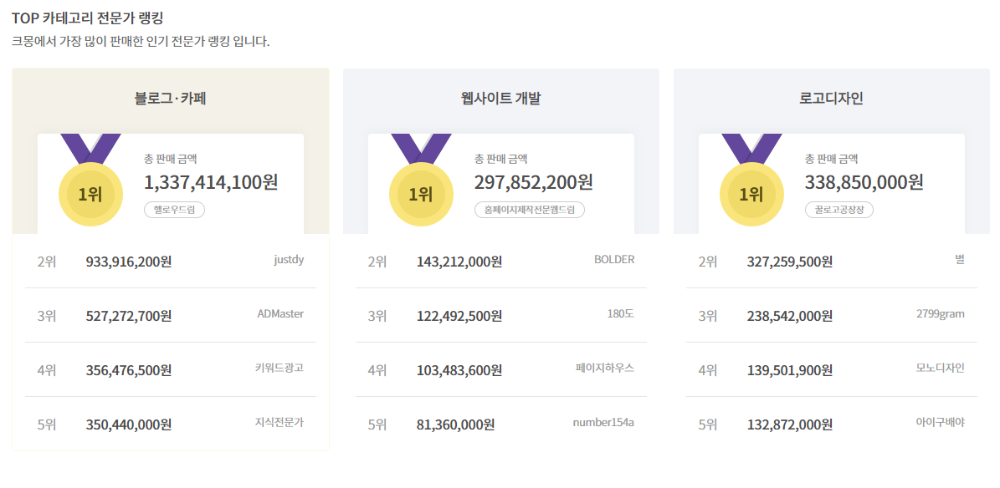 TOP 카테고리 전문가 랭킹
크몽에서 가장 많이 판매한 인기 전문가 랭킹 입니다.
블로그·카페
1위
총 판매 금액
1,337,414,100원
헬로우드림
2위 933,916,200원 justdy
3위 527,272,700원 ADMaster
4위 356,476,500원 키워드광고
5위 350,440,000원 지식전문가
웹사이트 개발
1위
총 판매 금액
297,852,200원
홈페이지제작전문웹드림
2위 143,212,000원 BOLDER
3위 122,492,500원 180도
4위 103,483,600원 페이지하우스
5위 81,360,000원 number154a
로고디자인
1위
총 판매 금액
338,850,000원
꿀로고공장장
2위 327,259,500원 별
3위 238,542,000원 2799gram
4위 139,501,900원 모노디자인
5위 132,872,000원 아이구배야